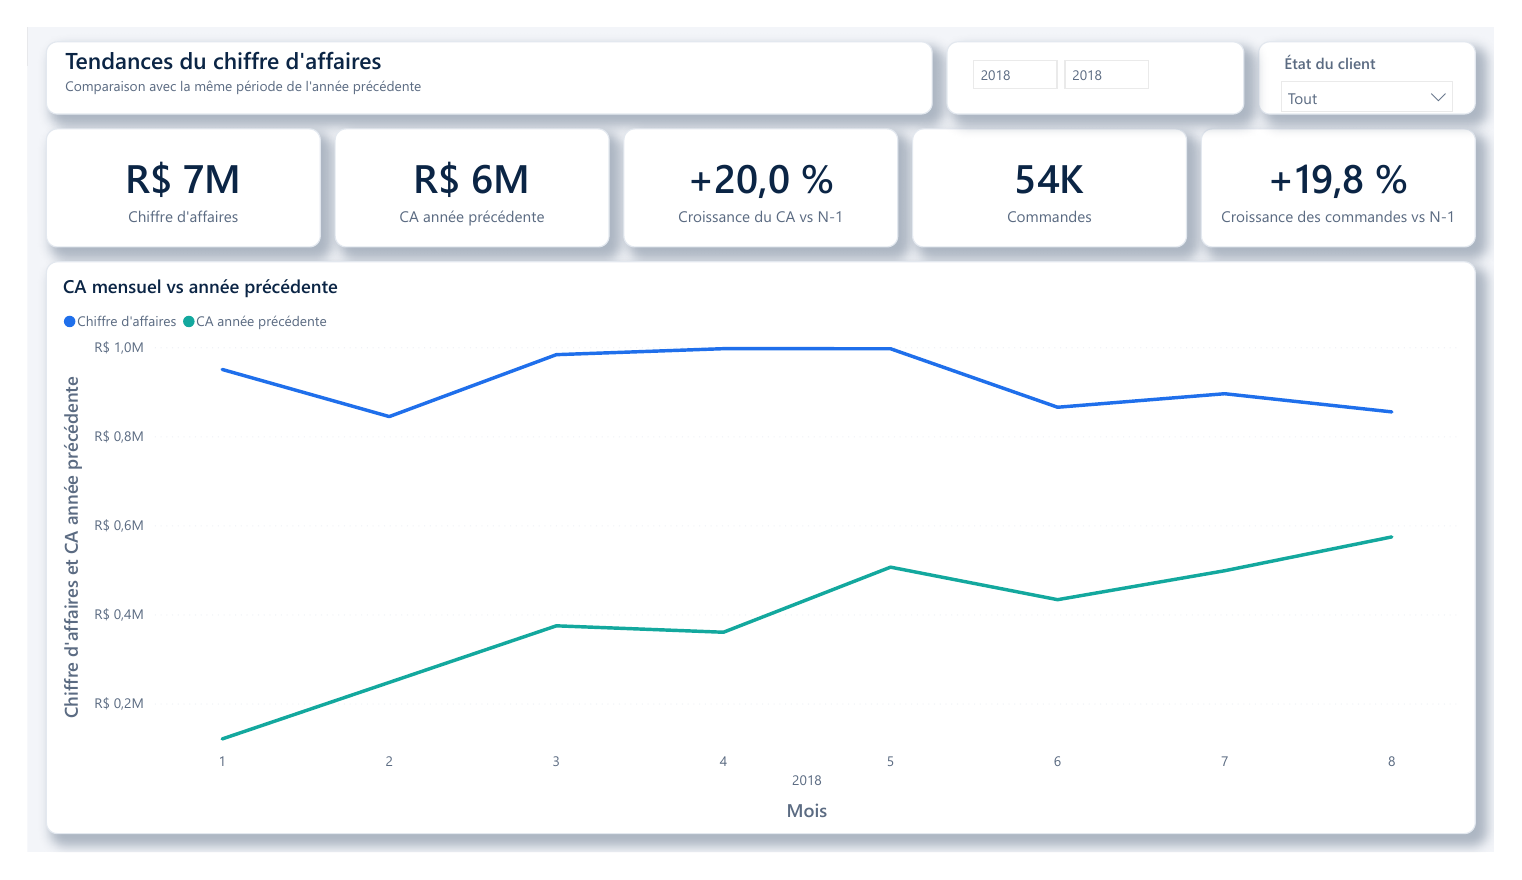 Tendances du chiffre d'affaires
Comparaison avec la même période de l'année précédente
2018 2018
État du client
Tout
R$ 7M
Chiffre d'affaires
R$ 6M
CA année précédente
+20,0 %
Croissance du CA vs N-1
54K
Commandes
+19,8 %
Croissance des commandes vs N-1
CA mensuel vs année précédente
Chiffre d'affaires CA année précédente
Chiffre d'affaires et CA année précédente
R$ 1,0M
R$ 0,8M
R$ 0,6M
R$ 0,4M
R$ 0,2M
1 2 3 4 5 6 7 8
2018
Mois